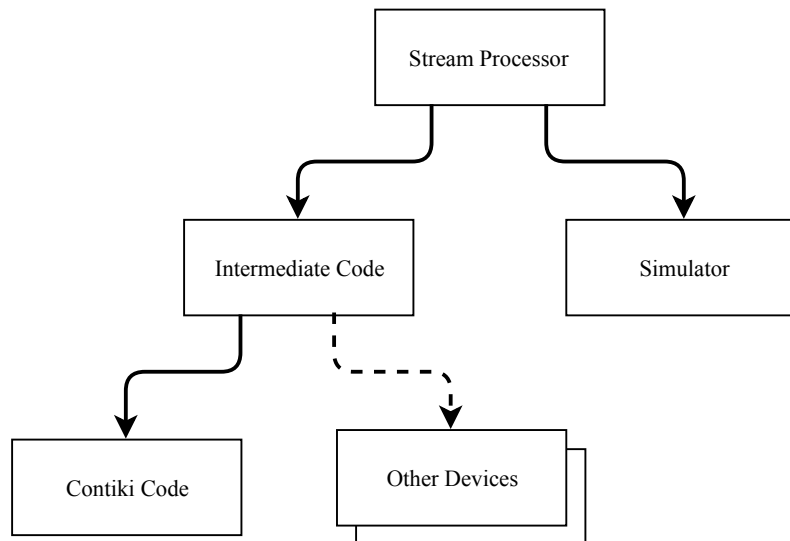 Stream Processor
Intermediate Code
Simulator
Contiki Code
Other Devices